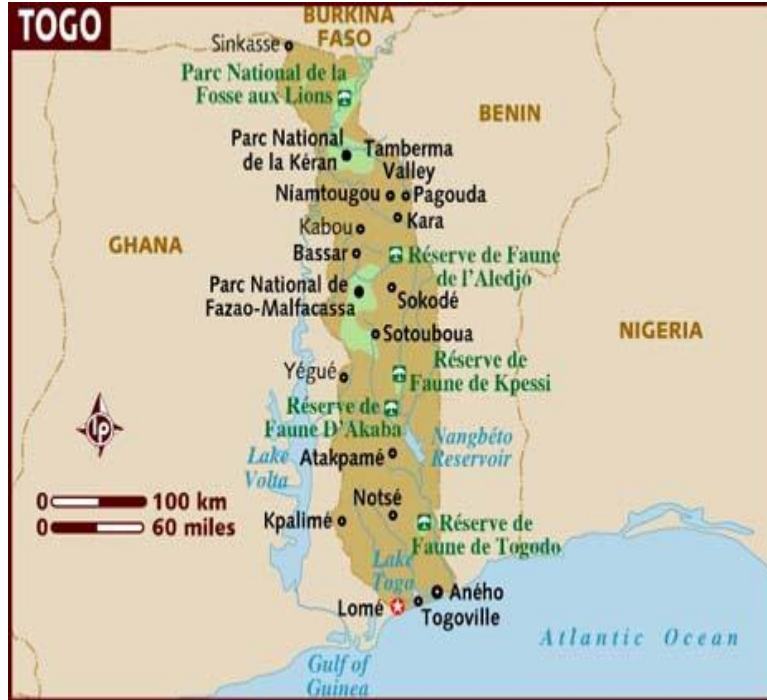 TOGO
BURKINA
FASO
Sinkasse
Parc National de la
Fosse aux Lions
BENIN
Parc National
de la Kéran
Tamberma
Valley
Niamtougou
Pagouda
Kara
Kabou
GHANA
Bassar
Réserve de Faune
de l'Aledjo
Parc National de
Fazao-Malfacassa
Sokodé
Sotouboua
NIGERIA
Yégué
Réserve de
Faune de Kpessi
Réserve de
Faune D'Akaba
lp
Lake
Volta
Nangbéto
Reservoir
Atakpamé
0 100 km
0 60 miles
Notsé
Kpalimé
Réserve de
Faune de Togodo
Lake
Togo
Aného
Lomé
Togoville
Atlantic Ocean
Gulf of
Guinea